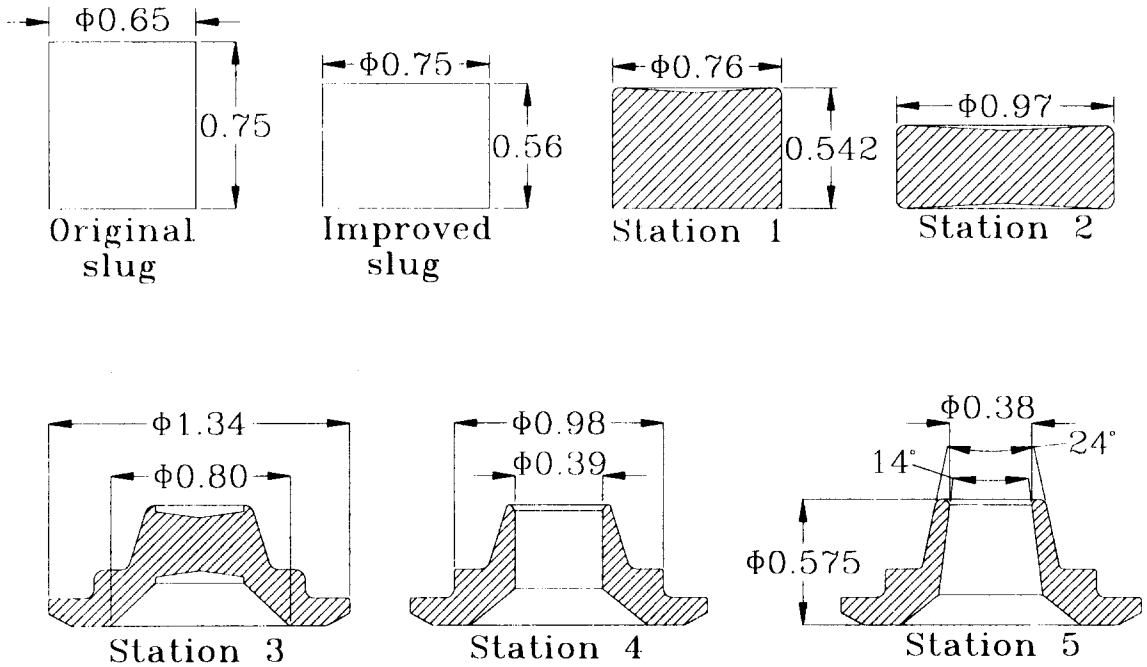 Φ0.65
0.75
Original
slug
Φ0.75
0.56
Improved
slug
Φ0.76
0.542
Station 1
Φ0.97
Station 2
Φ1.34
Φ0.80
Station 3
Φ0.98
Φ0.39
Station 4
Φ0.38
24°
14°
Φ0.575
Station 5